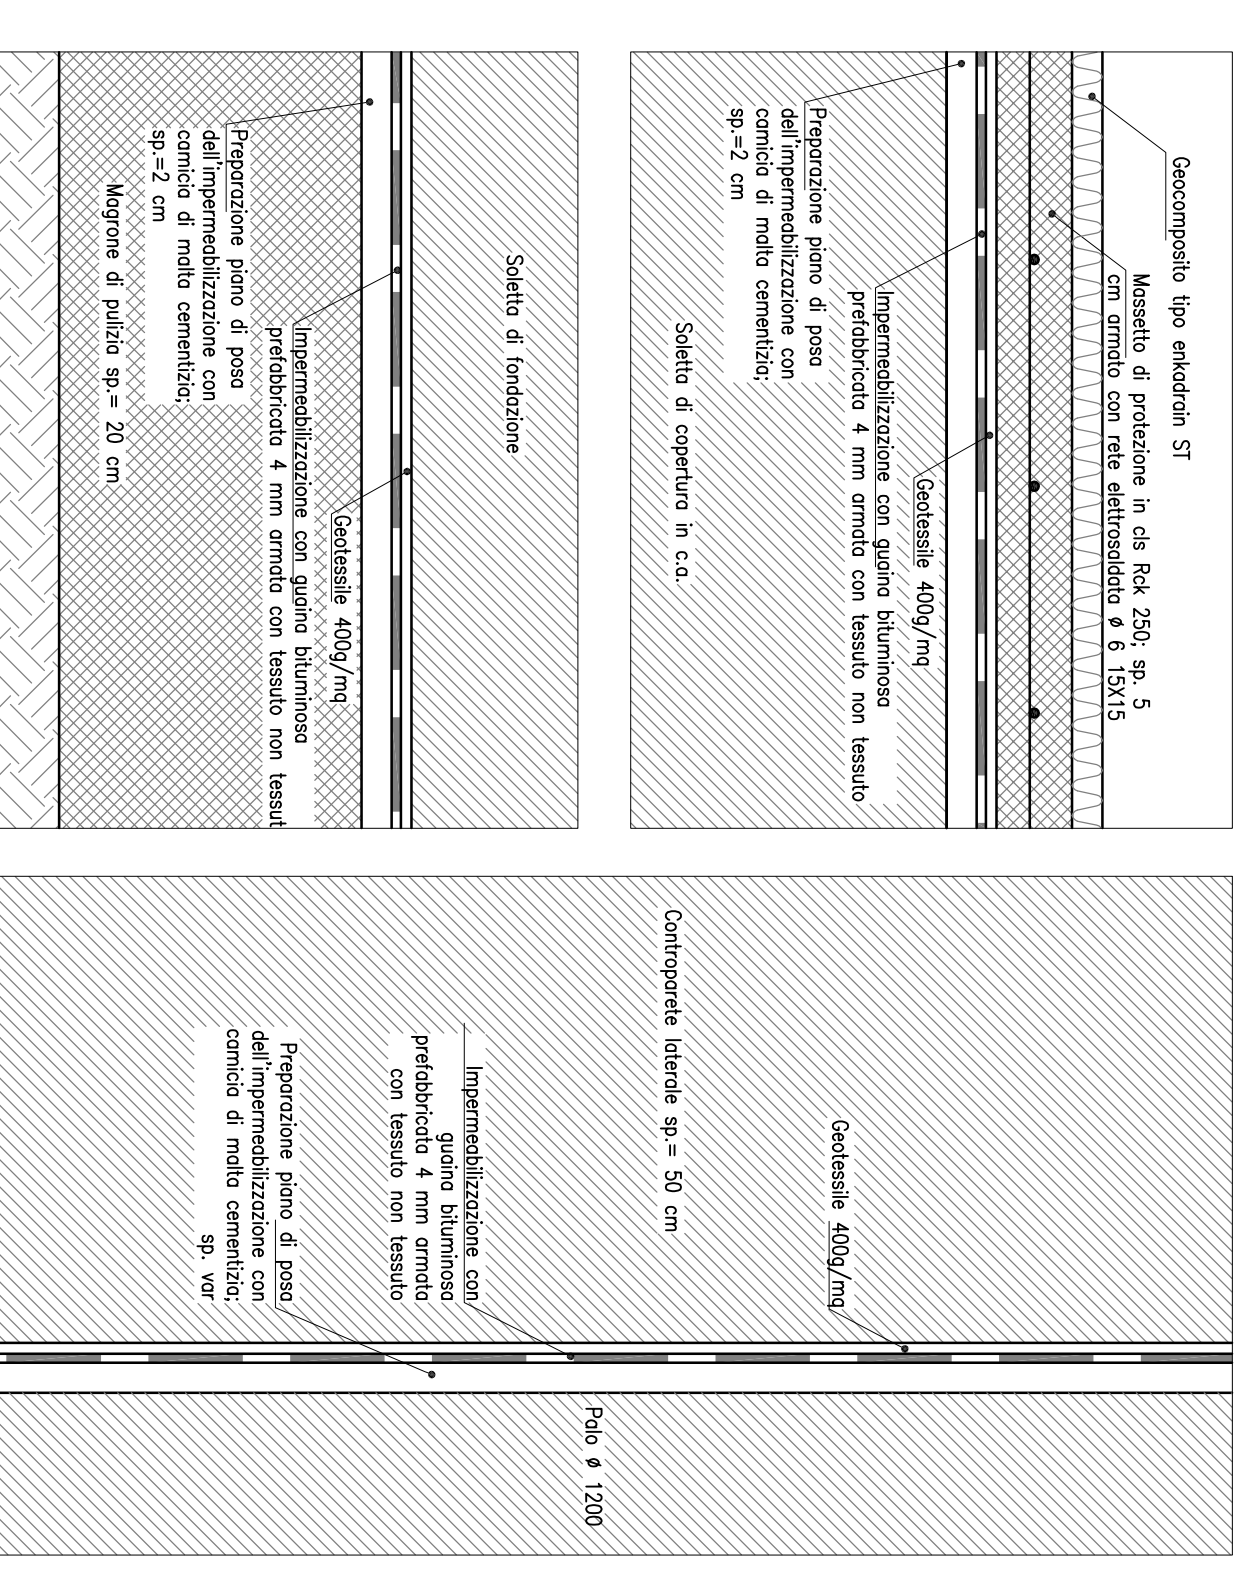 Geocomposito tipo enkadrain ST
Massetto di protezione in cls Rck 250; sp. 5
cm armato con rete elettrosaldata ø 6 15X15
Geotessile 400g/mq
Impermeabilizzazione con guaina bituminosa
prefabbricata 4 mm armata con tessuto non tessuto
Preparazione piano di posa
dell'impermeabilizzazione con
camicia di malta cementizia;
sp.=2 cm
Soletta di copertura in c.a.
Soletta di fondazione
Geotessile 400g/mq
Impermeabilizzazione con guaina bituminosa
prefabbricata 4 mm armata con tessuto non tessut
Preparazione piano di posa
dell'impermeabilizzazione con
camicia di malta cementizia;
sp.=2 cm
Magrone di pulizia sp.= 20 cm
Geotessile 400g/mq
Controparete laterale sp.= 50 cm
Palo ø 1200
Impermeabilizzazione con
guaina bituminosa
prefabbricata 4 mm armata
con tessuto non tessuto
Preparazione piano di posa
dell'impermeabilizzazione con
camicia di malta cementizia;
sp. var